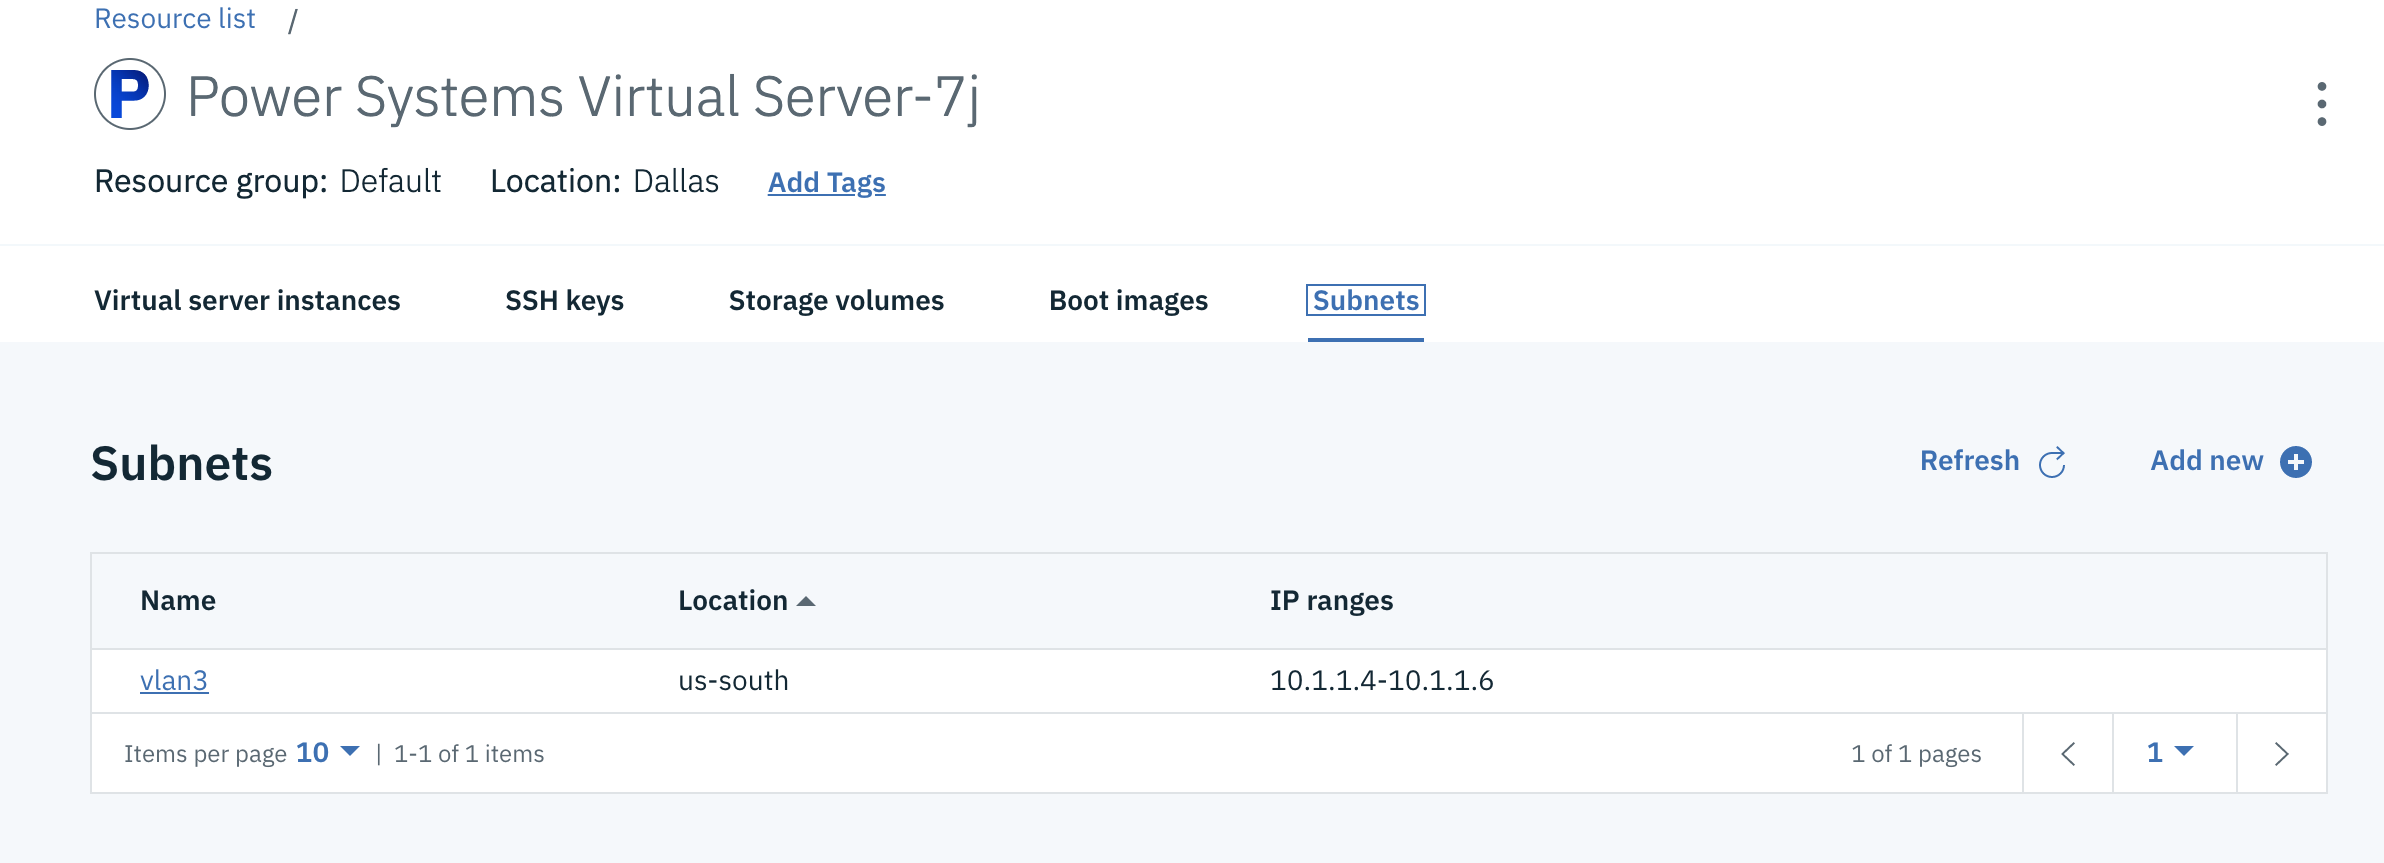 Resource list /
P Power Systems Virtual Server-7j
Resource group: Default Location: Dallas Add Tags
Virtual server instances SSH keys Storage volumes Boot images Subnets
Subnets Refresh Add new
Name Location IP ranges
vlan3 us-south 10.1.1.4-10.1.1.6
Items per page 10 | 1-1 of 1 items 1 of 1 pages 1